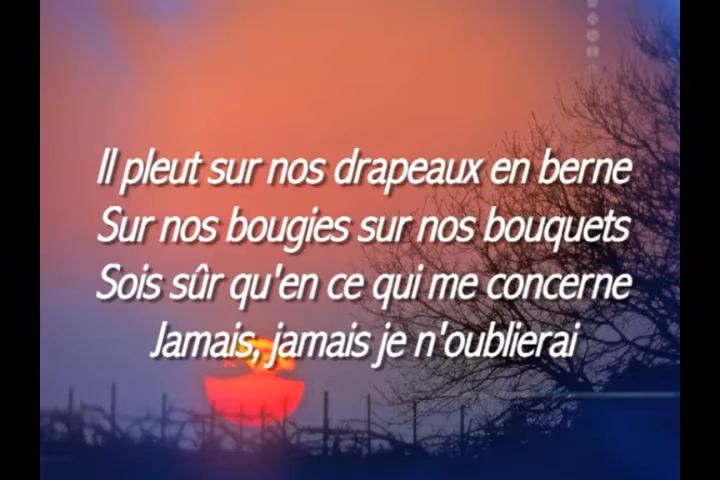 Il pleut sur nos drapeaux en berne
Sur nos bougies sur nos bouquets
Sois sûr qu'en ce qui me concerne
Jamais, jamais je n'oublierai